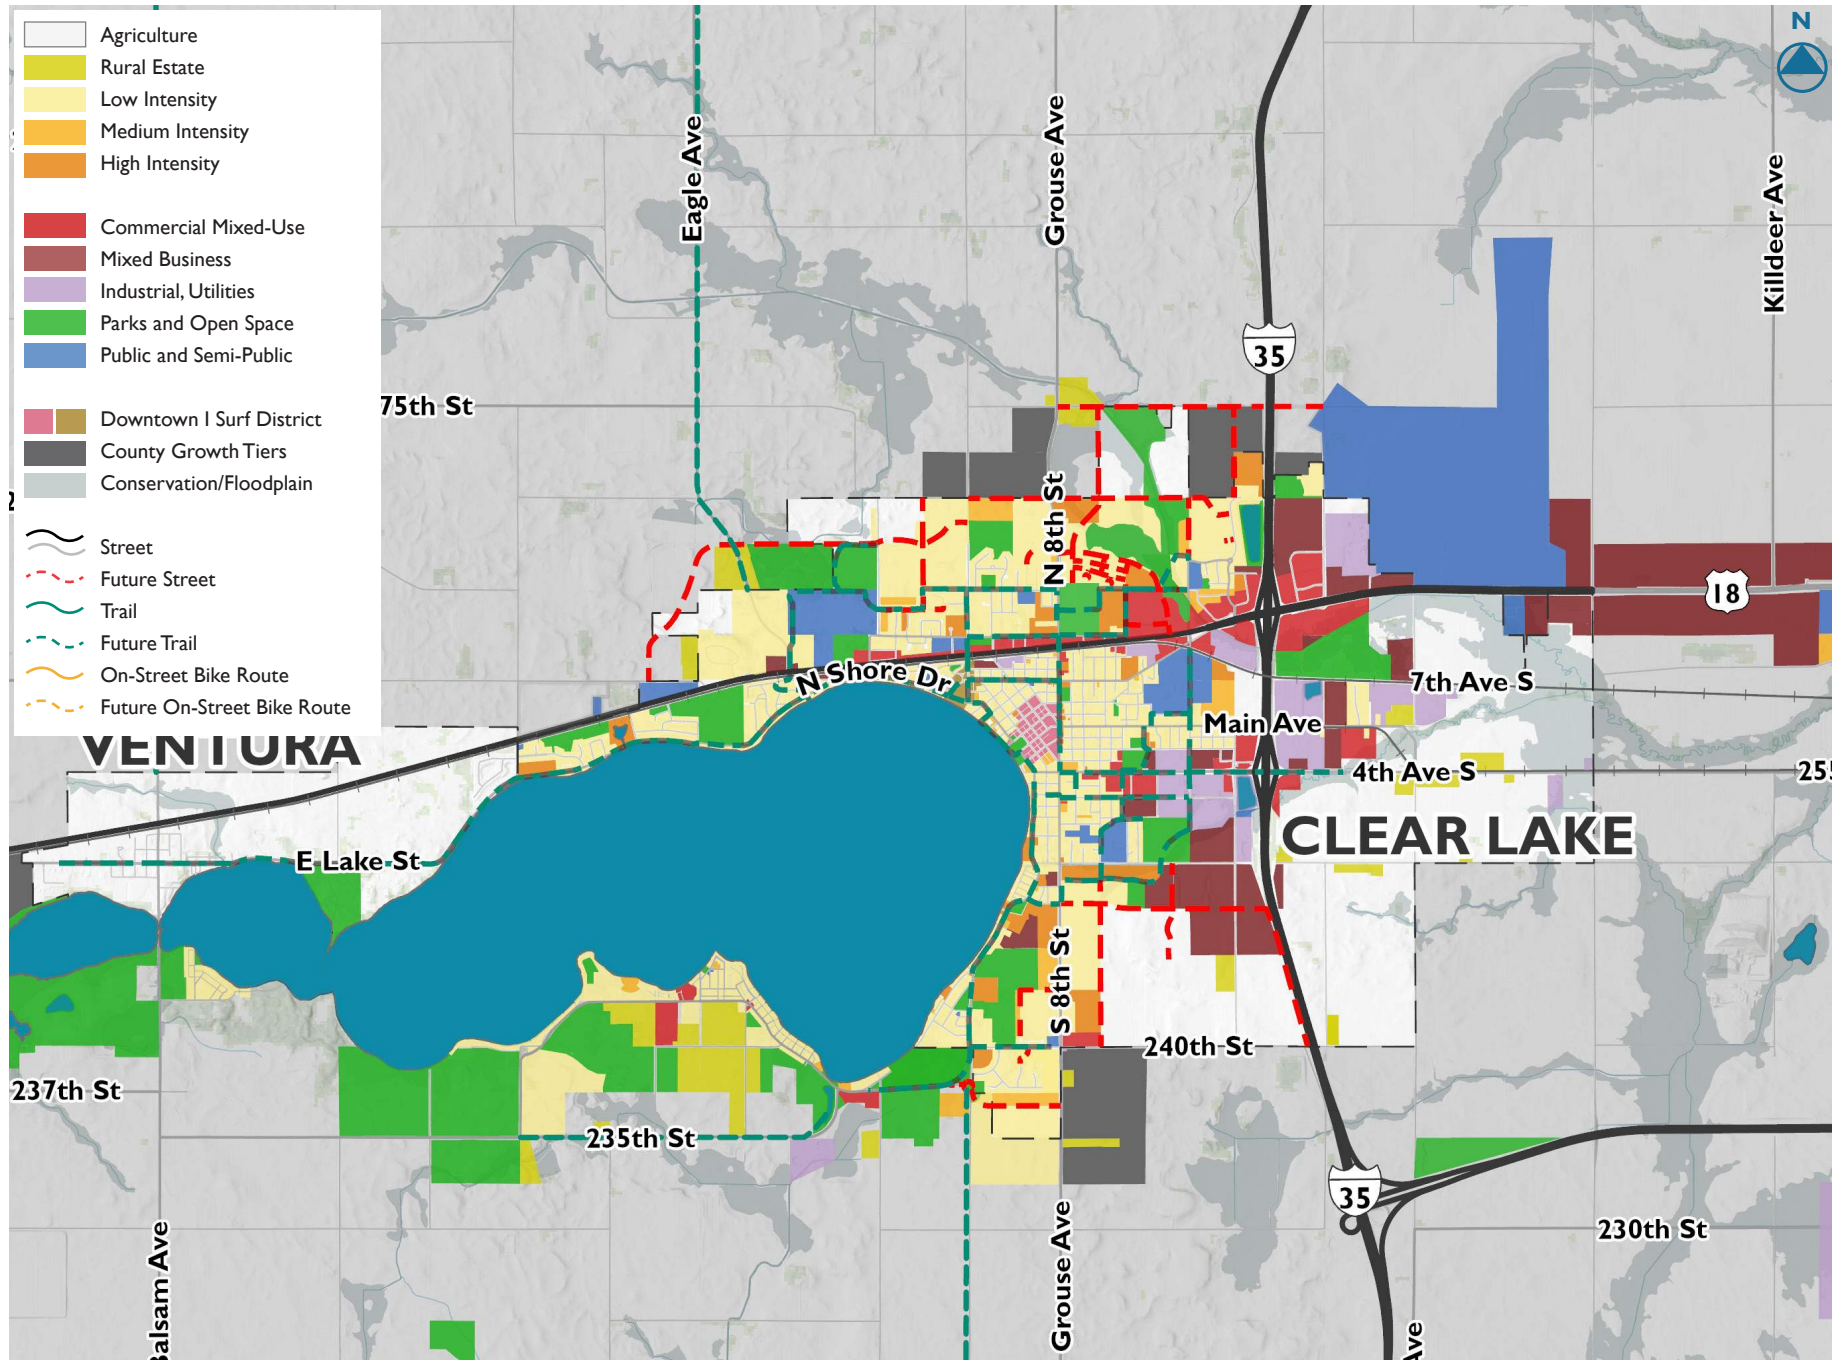 Agriculture
Rural Estate
Low Intensity
Medium Intensity
High Intensity
Commercial Mixed-Use
Mixed Business
Industrial, Utilities
Parks and Open Space
Public and Semi-Public
Downtown I Surf District
County Growth Tiers
Conservation/Floodplain
Street
Future Street
Trail
Future Trail
On-Street Bike Route
Future On-Street Bike Route
N
Eagle Ave
Grouse Ave
Killdeer Ave
35
75th St
N 8th St
18
N Shore Dr
7th Ave S
Main Ave
VENTURA
4th Ave S
255
CLEAR LAKE
E Lake St
S 8th St
240th St
237th St
235th St
35
230th St
Balsam Ave
Grouse Ave
Ave